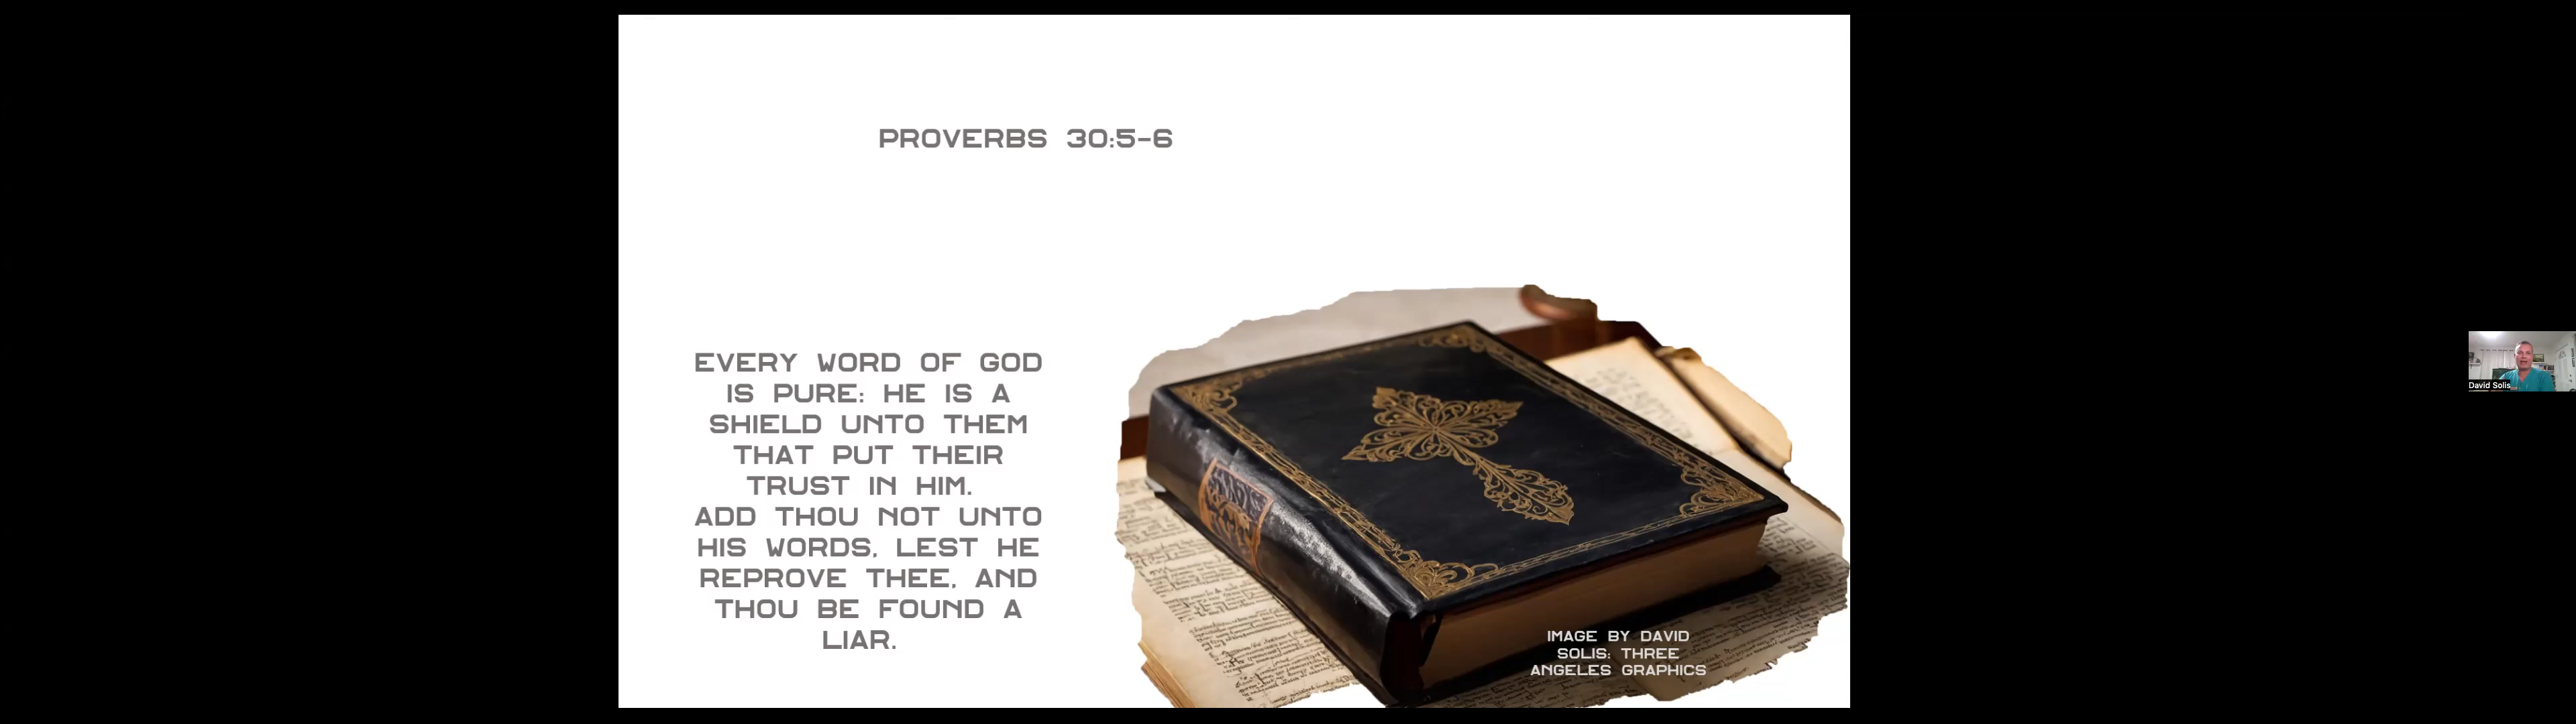 PROVERBS 30:5-6
EVERY WORD OF GOD
IS PURE: HE IS A
SHIELD UNTO THEM
THAT PUT THEIR
TRUST IN HIM.
ADD THOU NOT UNTO
HIS WORDS, LEST HE
REPROVE THEE, AND
THOU BE FOUND A
LIAR.
IMAGE BY DAVID
SOLIS: THREE
ANGELES GRAPHICS
David Solis